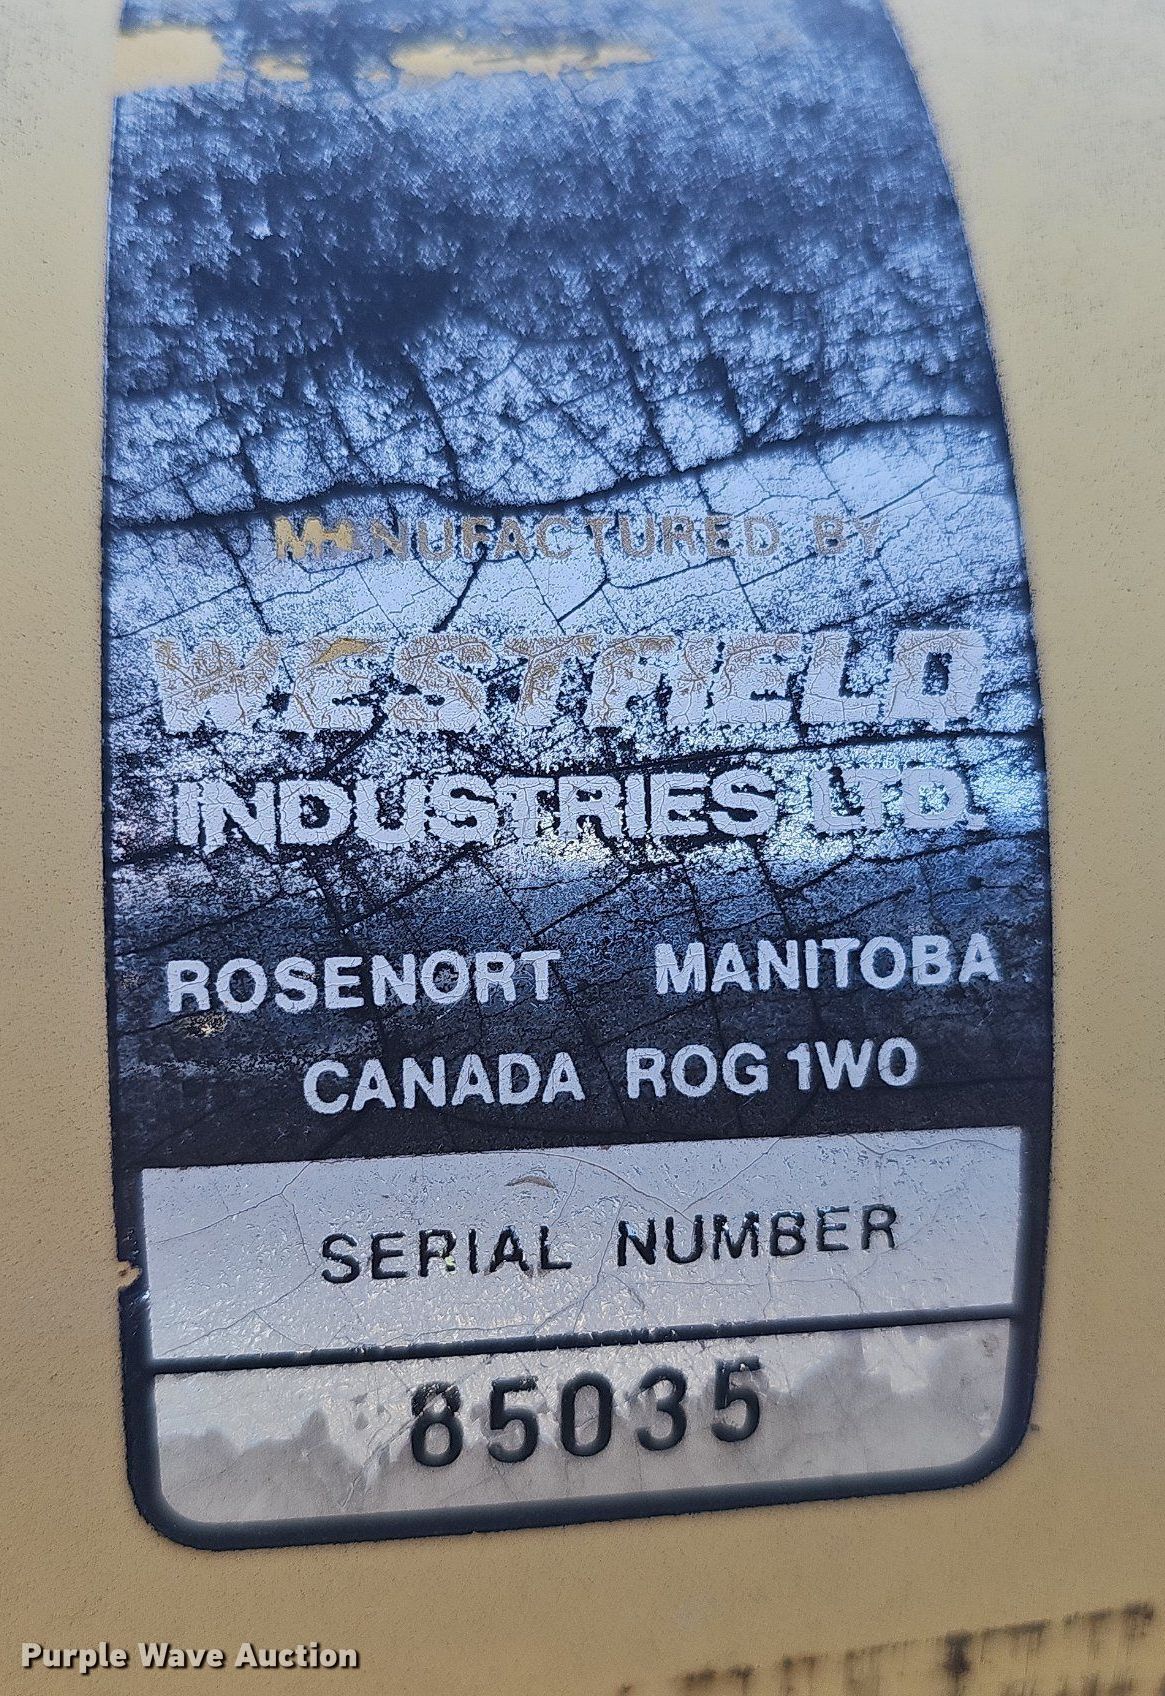 MANUFACTURED BY
WESTFIELD
INDUSTRIES LTD.
ROSENORT MANITOBA
CANADA ROG 1W0
SERIAL NUMBER
85035
Purple Wave Auction